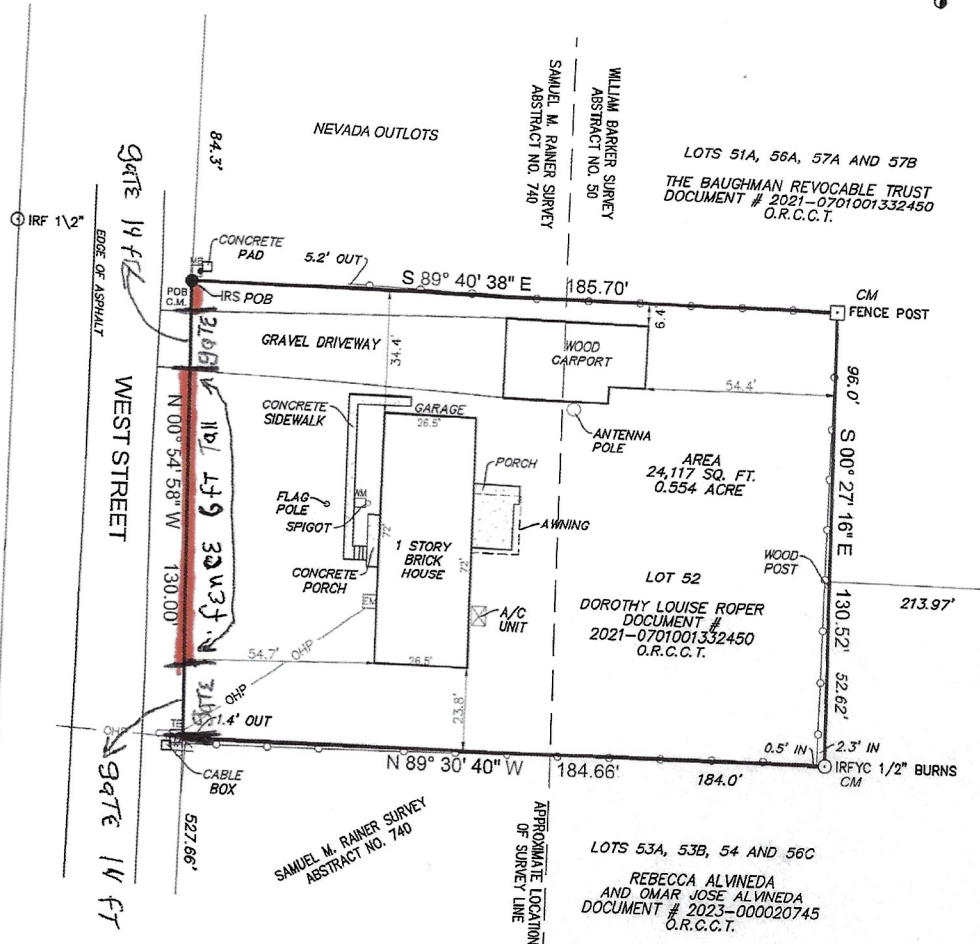 84.3'
NEVADA OUTLOTS
SAMUEL M. RAINER SURVEY
ABSTRACT NO. 740
WILLIAM BARKER SURVEY
ABSTRACT NO. 50
LOTS 51A, 56A, 57A AND 57B
THE BAUGHMAN REVOCABLE TRUST
DOCUMENT # 2021-0701001332450
O.R.C.C.T.
gaTE 14 fT
IRF 1\2"
EDGE OF ASPHALT
CONCRETE
PAD
5.2' OUT
S 89° 40' 38" E
185.70'
CM
FENCE POST
POB
C.M.
IRS POB
gaTE
GRAVEL DRIVEWAY
34.4'
WOOD
CARPORT
6.4
54.4'
96.0'
WEST STREET
N 00° 54' 58" W
130.00'
fENCE 6fT Tall
CONCRETE
SIDEWALK
GARAGE
26.5'
ANTENNA
POLE
AREA
24,117 SQ. FT.
0.554 ACRE
S 00° 27' 16" E
130.52'
PORCH
FLAG
POLE
WM
SPIGOT
AWNING
72'
1 STORY
BRICK
HOUSE
72'
CONCRETE
PORCH
EM
A/C
UNIT
WOOD
POST
213.97'
LOT 52
DOROTHY LOUISE ROPER
DOCUMENT #
2021-0701001332450
O.R.C.C.T.
54.7'
OHP
26.5'
OHP
gaTE
23.8'
52.62'
OHP
1.4' OUT
0.5' IN
2.3' IN
CABLE
BOX
N 89° 30' 40" W
184.66'
184.0'
IRFYC 1/2" BURNS
CM
gaTE 14 fT
527.66'
SAMUEL M. RAINER SURVEY
ABSTRACT NO. 740
APPROXIMATE LOCATION
OF SURVEY LINE
LOTS 53A, 53B, 54 AND 56C
REBECCA ALVINEDA
AND OMAR JOSE ALVINEDA
DOCUMENT # 2023-000020745
O.R.C.C.T.